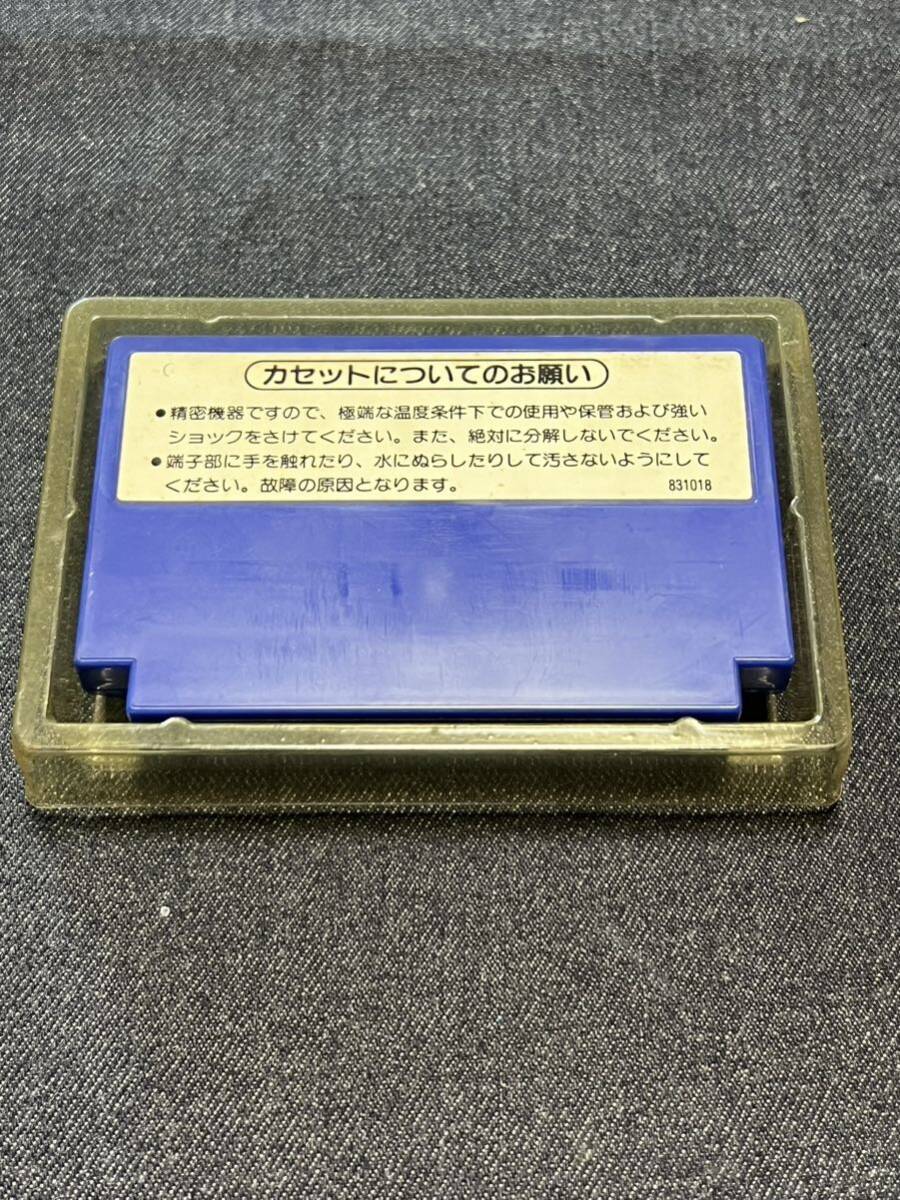 カセットについてのお願い
●精密機器ですので、極端な温度条件下での使用や保管および強い
ショックをさけてください。また、絶対に分解しないでください。
●端子部に手を触れたり、水にぬらしたりして汚さないようにして
ください。故障の原因となります。 831018